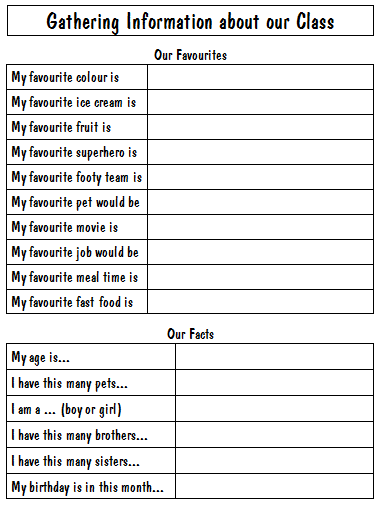 Gathering Information about our Class
Our Favourites
My favourite colour is
My favourite ice cream is
My favourite fruit is
My favourite superhero is
My favourite footy team is
My favourite pet would be
My favourite movie is
My favourite job would be
My favourite meal time is
My favourite fast food is
Our Facts
My age is...
I have this many pets...
I am a ... (boy or girl)
I have this many brothers...
I have this many sisters...
My birthday is in this month...